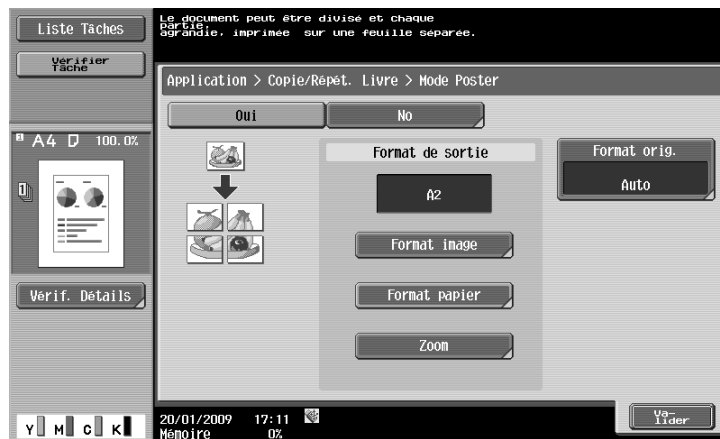 Liste Tâches
Vérifier
Tâche
Le document peut être divisé et chaque
partie,
agrandie, imprimée sur une feuille séparée.
Application > Copie/Répét. Livre > Mode Poster
Oui
No
A4 100.0%
1
Vérif. Détails
Format de sortie
A2
Format image
Format papier
Zoom
Format orig.
Auto
Y M C K
20/01/2009 17:11
Mémoire 0%
Va-
lider